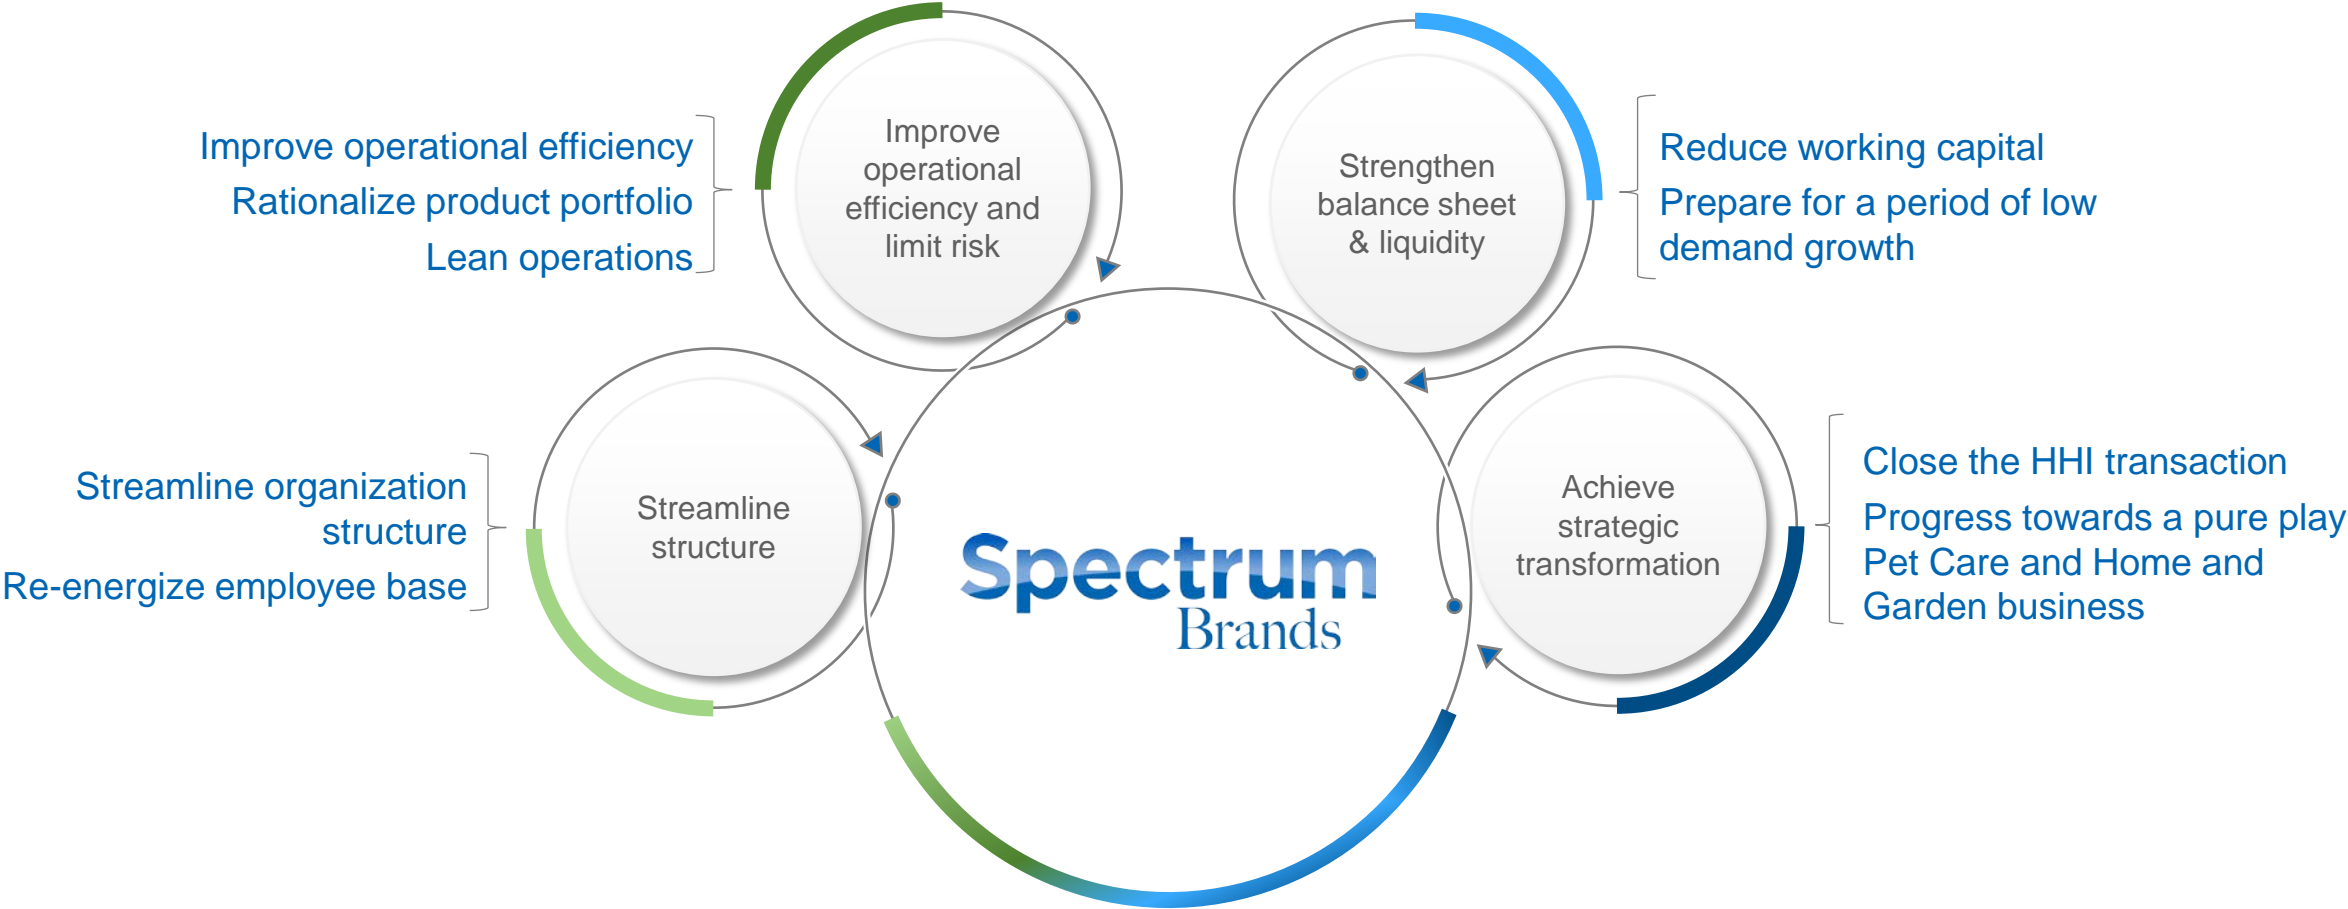 Improve operational efficiency
Rationalize product portfolio
Lean operations
Improve
operational
efficiency and
limit risk
Strengthen
balance sheet
& liquidity
Reduce working capital
Prepare for a period of low
demand growth
Streamline organization
structure
Re-energize employee base
Streamline
structure
Spectrum
Brands
Achieve
strategic
transformation
Close the HHI transaction
Progress towards a pure play
Pet Care and Home and
Garden business